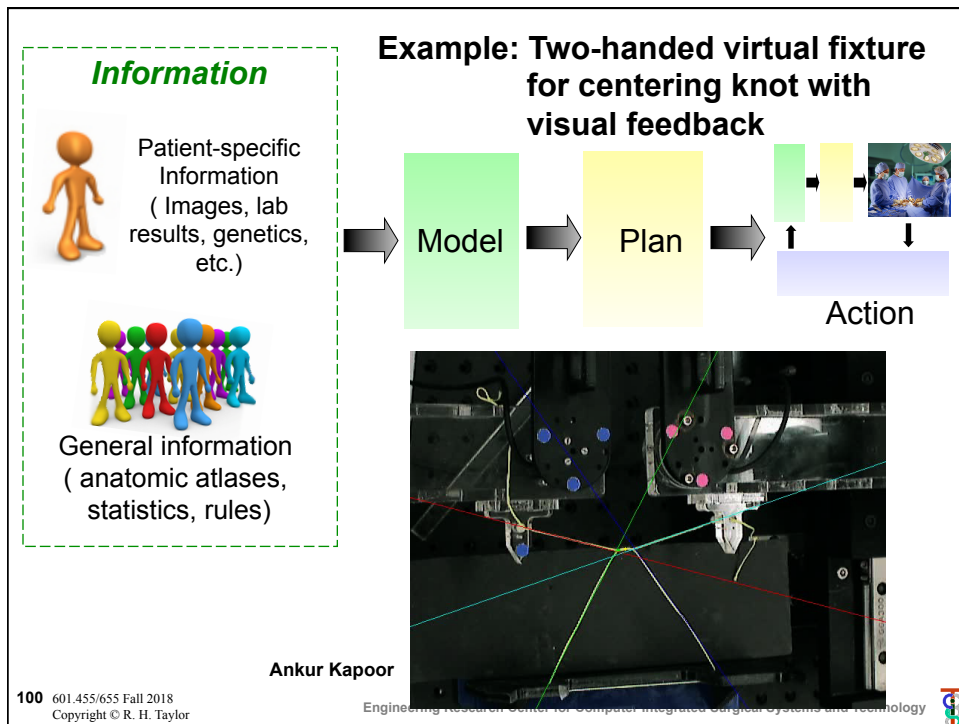 Example: Two-handed virtual fixture
for centering knot with
visual feedback
Information
Patient-specific
Information
( Images, lab
results, genetics,
etc.)
General information
( anatomic atlases,
statistics, rules)
Model
Plan
Action
Ankur Kapoor
100 601.455/655 Fall 2018
Copyright © R. H. Taylor
Engineering Research Center for Computer Integrated Surgical Systems and Technology